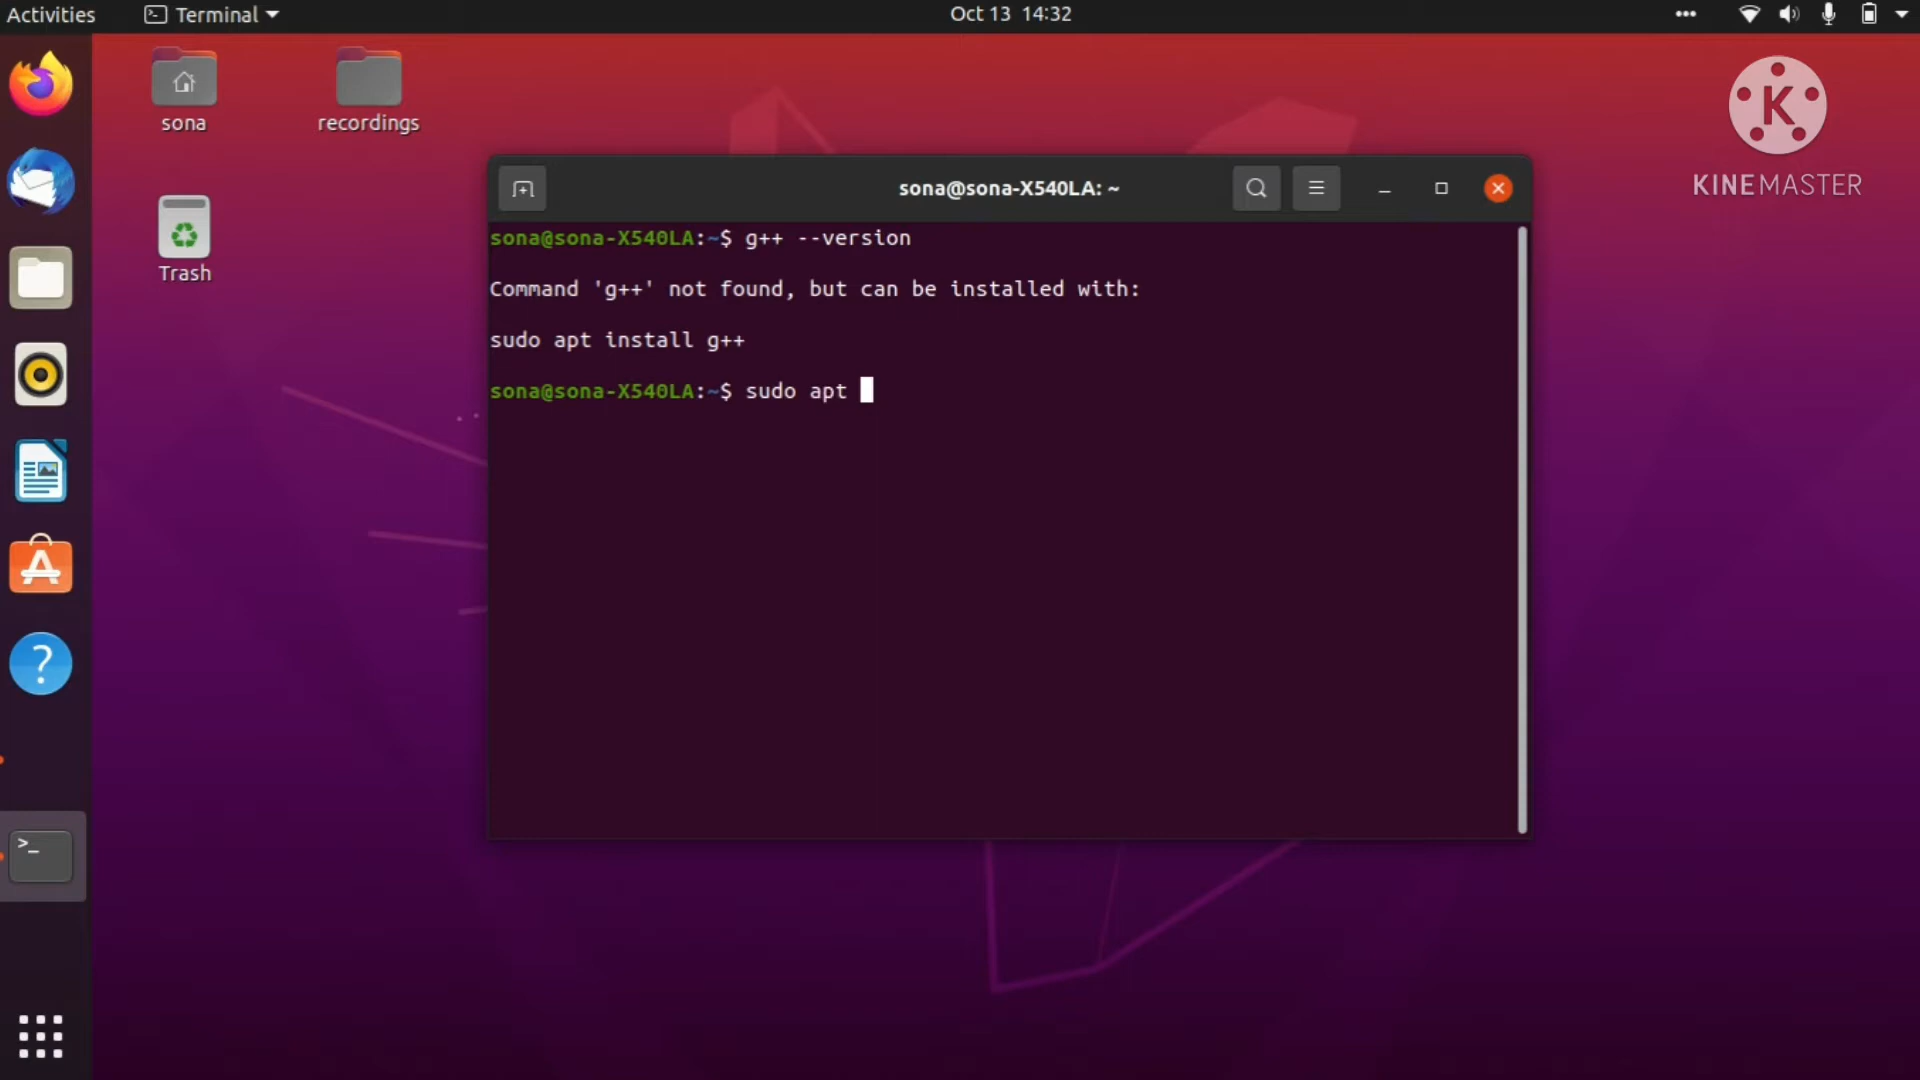 Activities
Terminal
Oct 13 14:32
sona
recordings
Trash
K
KINEMASTER
sona@sona-X540LA: ~
sona@sona-X540LA:~$ g++ --version
Command 'g++' not found, but can be installed with:
sudo apt install g++
sona@sona-X540LA:~$ sudo apt